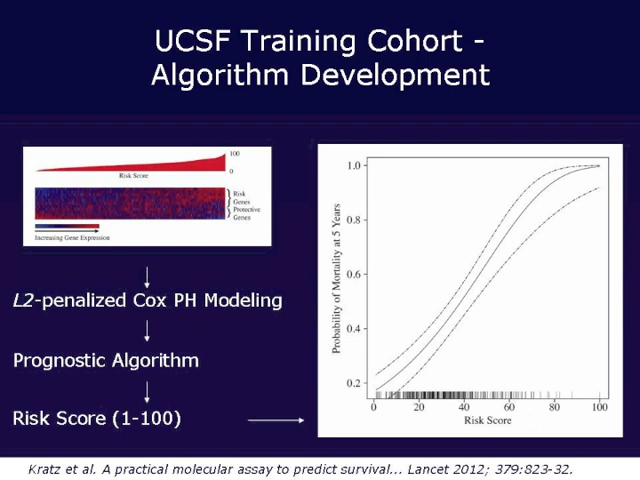 UCSF Training Cohort -
Algorithm Development
100
0
Risk Score
Risk
Genes
Protective
Genes
Increasing Gene Expression
L2-penalized Cox PH Modeling
Prognostic Algorithm
Risk Score (1-100)
Probability of Mortality at 5 Years
1.0
0.8
0.6
0.4
0.2
0 20 40 60 80 100
Risk Score
Kratz et al. A practical molecular assay to predict survival... Lancet 2012; 379:823-32.